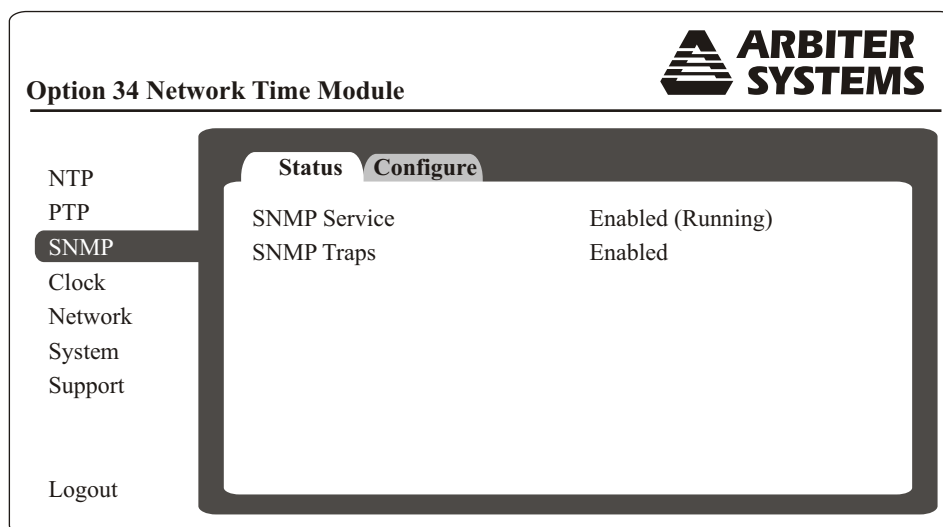 ARBITER
SYSTEMS
Option 34 Network Time Module
NTP
PTP
SNMP
Clock
Network
System
Support
Logout
Status Configure
SNMP Service Enabled (Running)
SNMP Traps Enabled